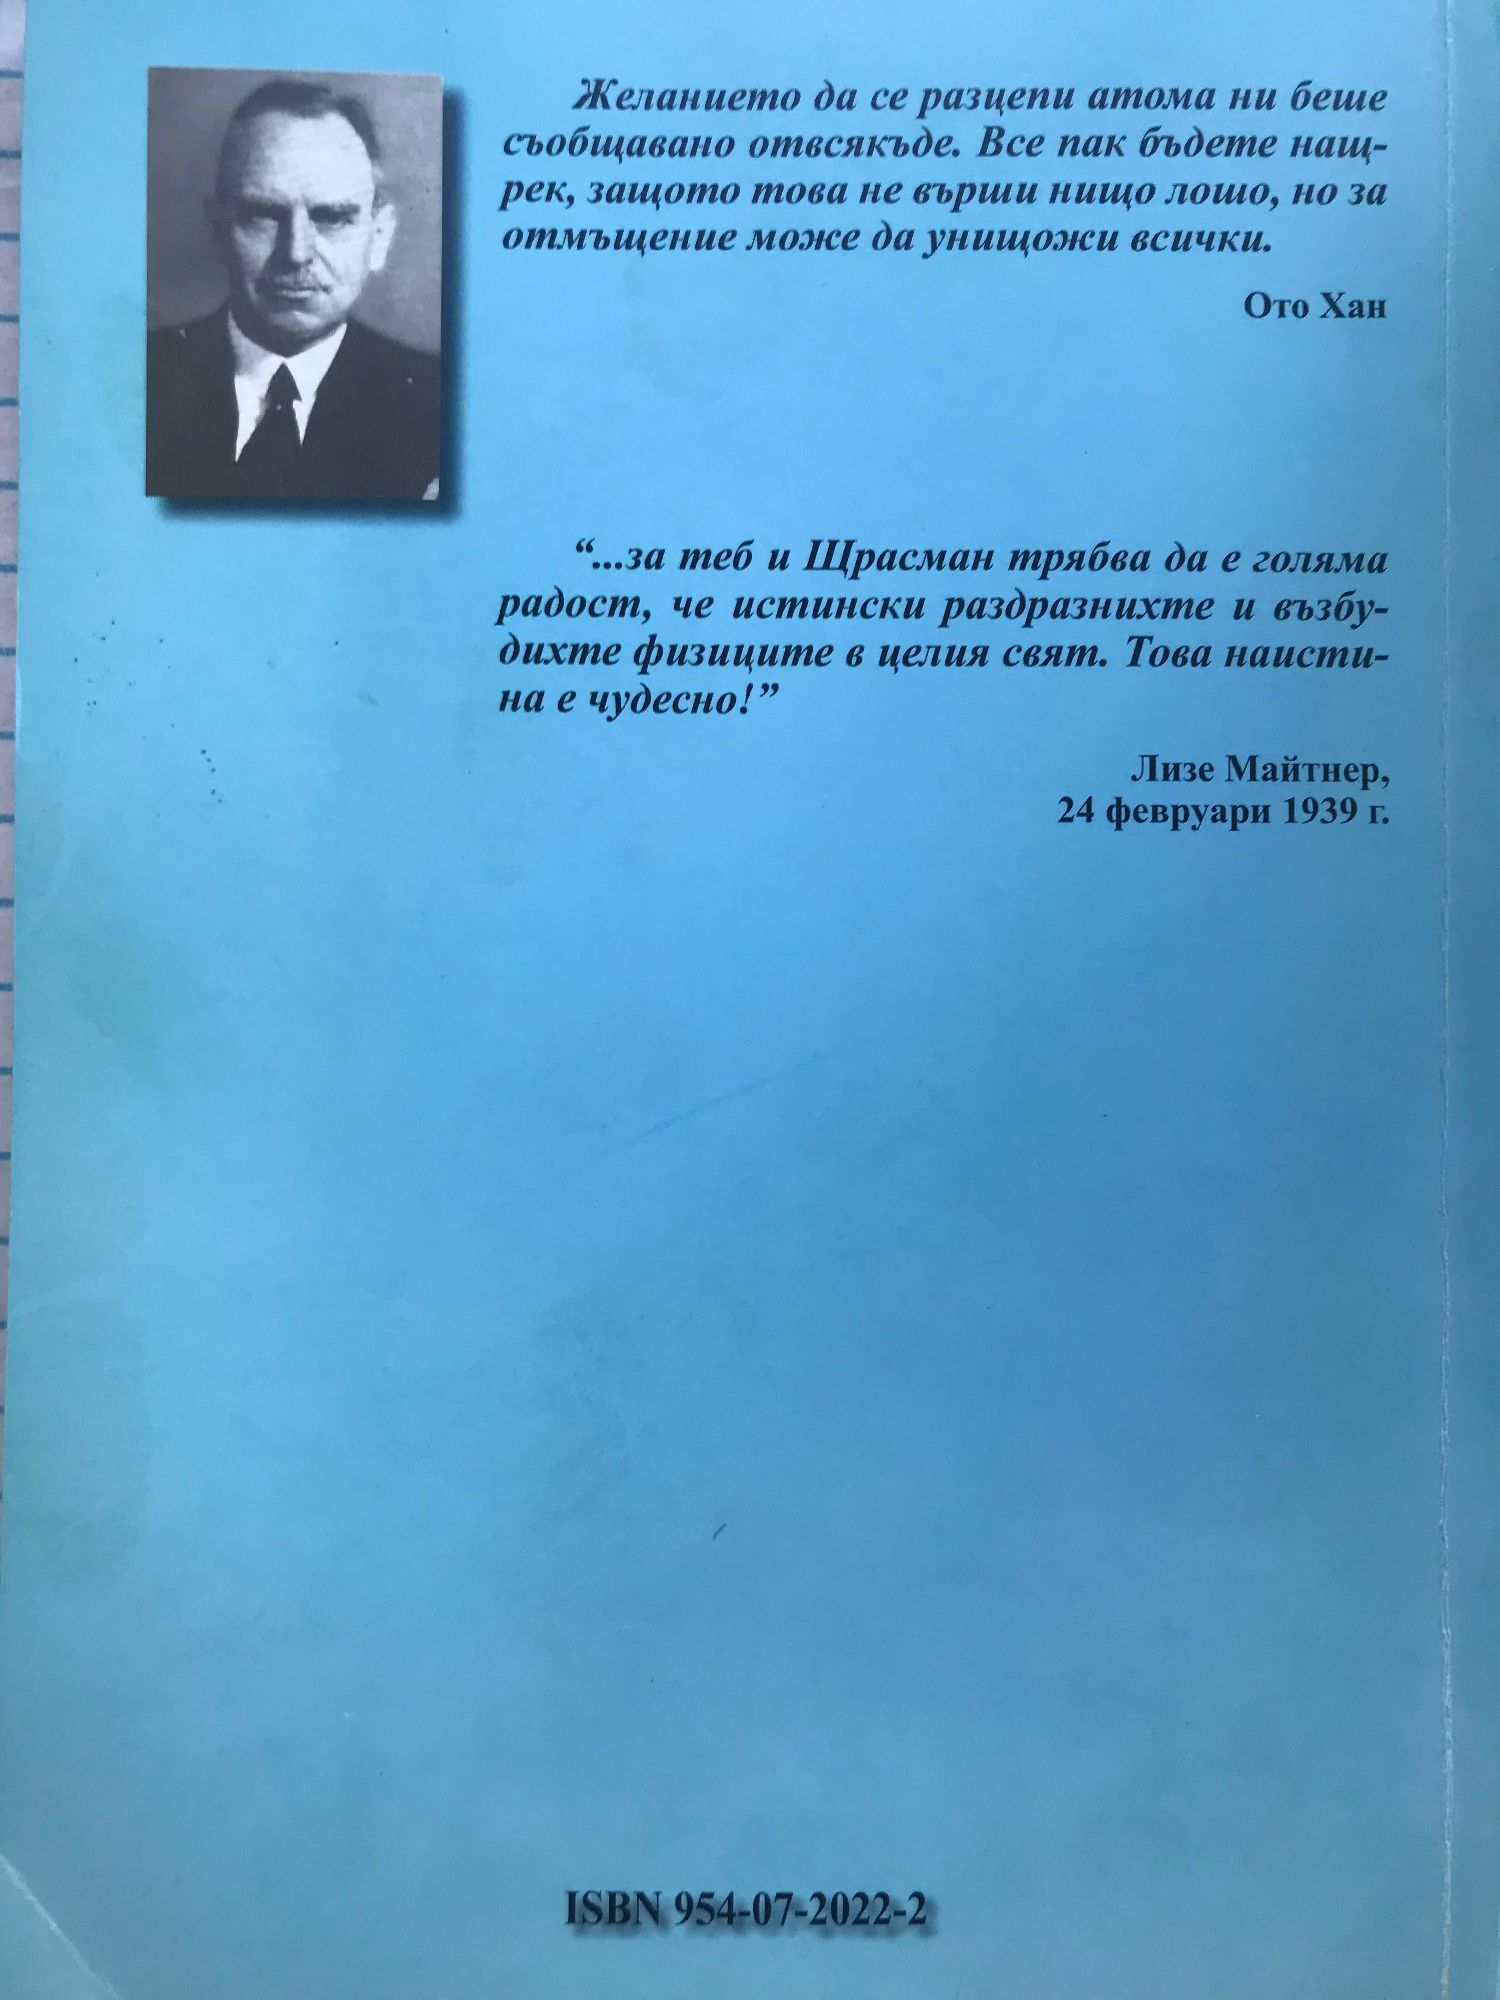 Желанието да се разцепи атома ни беше
съобщавано отвсякъде. Все пак бъдете нащ-
рек, защото това не върши нищо лошо, но за
отмъщение може да унищожи всички.
Ото Хан
“...за теб и Щрасман трябва да е голяма
радост, че истински раздразнихте и възбу-
дихте физиците в целия свят. Това наисти-
на е чудесно!”
Лизе Майтнер,
24 февруари 1939 г.
ISBN 954-07-2022-2